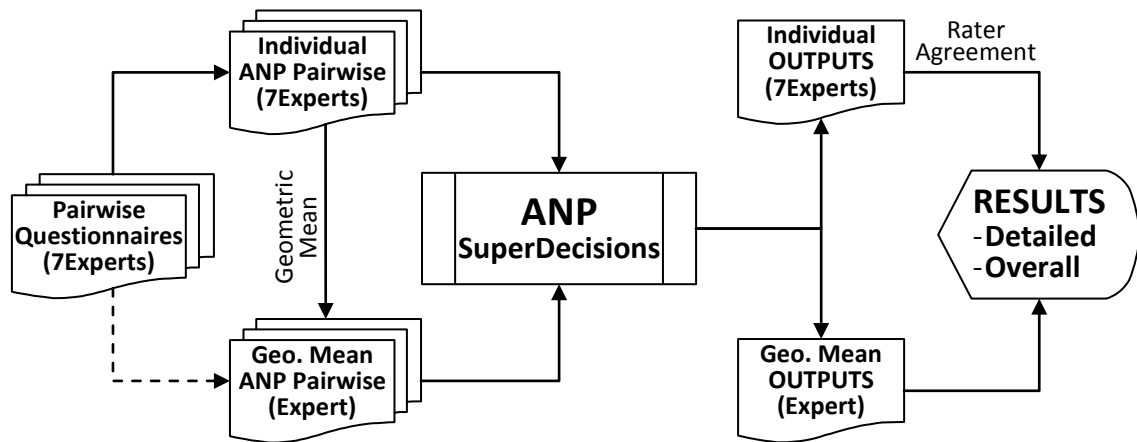 Individual
ANP Pairwise
(7Experts)
Individual
OUTPUTS
(7Experts)
Rater
Agreement
Pairwise
Questionnaires
(7Experts)
Geometric
Mean
ANP
SuperDecisions
RESULTS
-Detailed
-Overall
Geo. Mean
ANP Pairwise
(Expert)
Geo. Mean
OUTPUTS
(Expert)